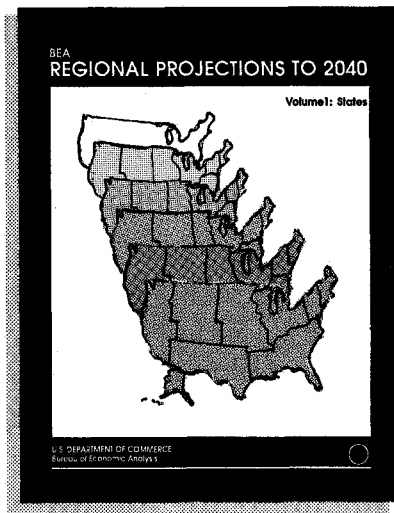 BEA
REGIONAL PROJECTIONS TO 2040
Volume1: States
U.S. DEPARTMENT OF COMMERCE
Bureau of Economic Analysis